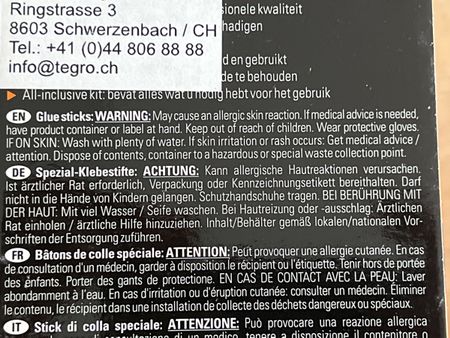 Ringstrasse 3
8603 Schwerzenbach / CH
Tel.: +41 (0)44 806 88 88
info@tegro.ch
sionele kwaliteit
hadigen
en gebruikt
te behouden
All-inclusive kit: bevat alles wat u nodig hebt voor het gebruik
EN Glue sticks: WARNING: May cause an allergic skin reaction. If medical advice is needed,
have product container or label at hand. Keep out of reach of children. Wear protective gloves.
IF ON SKIN: Wash with plenty of water. If skin irritation or rash occurs: Get medical advice /
attention. Dispose of contents, container to a hazardous or special waste collection point.
DE Spezial-Klebestifte: ACHTUNG: Kann allergische Hautreaktionen verursachen.
Ist ärztlicher Rat erforderlich, Verpackung oder Kennzeichnungsetikett bereithalten. Darf
nicht in die Hände von Kindern gelangen. Schutzhandschuhe tragen. BEI BERÜHRUNG MIT
DER HAUT: Mit viel Wasser / Seife waschen. Bei Hautreizung oder -ausschlag: Ärztlichen
Rat einholen / ärztliche Hilfe hinzuziehen. Inhalt/Behälter gemäß lokalen/nationalen Vor-
schriften der Entsorgung zuführen.
FR Bâtons de colle spéciale: ATTENTION: Peut provoquer une allergie cutanée. En cas
de consultation d'un médecin, garder à disposition le récipient ou l'étiquette. Tenir hors de portée
des enfants. Porter des gants de protection. EN CAS DE CONTACT AVEC LA PEAU: Laver
abondamment à l'eau. En cas d'irritation ou d'éruption cutanée: consulter un médecin. Éliminer
le contenu, le récipient dans une installation de collecte des déchets dangereux ou spéciaux.
IT Stick di colla speciale: ATTENZIONE: Può provocare una reazione allergica
consultazione di un medico, tenere a disposizione il contenitore o